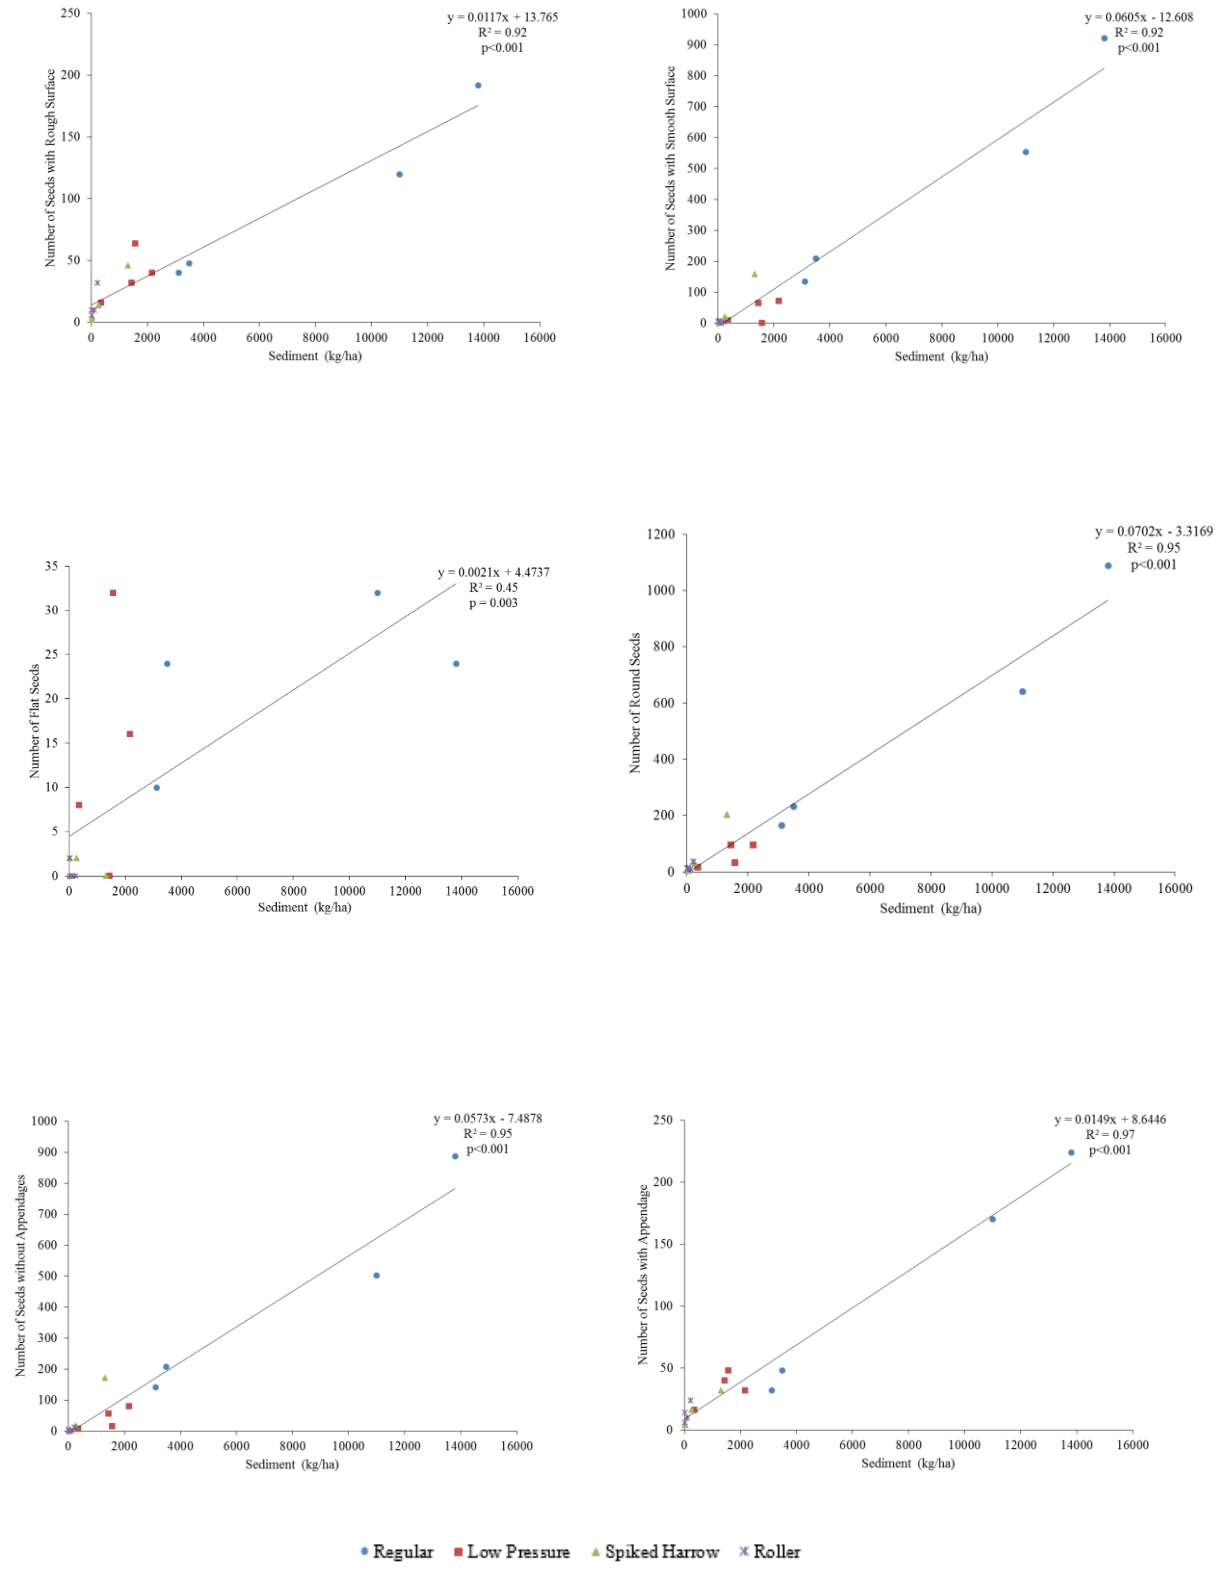 y = 0.0117x + 13.765
R² = 0.92
p<0.001
Number of Seeds with Rough Surface
250
200
150
100
50
0
0 2000 4000 6000 8000 10000 12000 14000 16000
Sediment (kg/ha)
y = 0.0605x - 12.608
R² = 0.92
p<0.001
Number of Seeds with Smooth Surface
1000
900
800
700
600
500
400
300
200
100
0
0 2000 4000 6000 8000 10000 12000 14000 16000
Sediment (kg/ha)
y = 0.0021x + 4.4737
R² = 0.45
p = 0.003
Number of Flat Seeds
35
30
25
20
15
10
5
0
0 2000 4000 6000 8000 10000 12000 14000 16000
Sediment (kg/ha)
y = 0.0702x - 3.3169
R² = 0.95
p<0.001
Number of Round Seeds
1200
1000
800
600
400
200
0
0 2000 4000 6000 8000 10000 12000 14000 16000
Sediment (kg/ha)
y = 0.0573x - 7.4878
R² = 0.95
p<0.001
Number of Seeds without Appendages
1000
900
800
700
600
500
400
300
200
100
0
0 2000 4000 6000 8000 10000 12000 14000 16000
Sediment (kg/ha)
y = 0.0149x + 8.6446
R² = 0.97
p<0.001
Number of Seeds with Appendage
250
200
150
100
50
0
0 2000 4000 6000 8000 10000 12000 14000 16000
Sediment (kg/ha)
Regular Low Pressure Spiked Harrow Roller